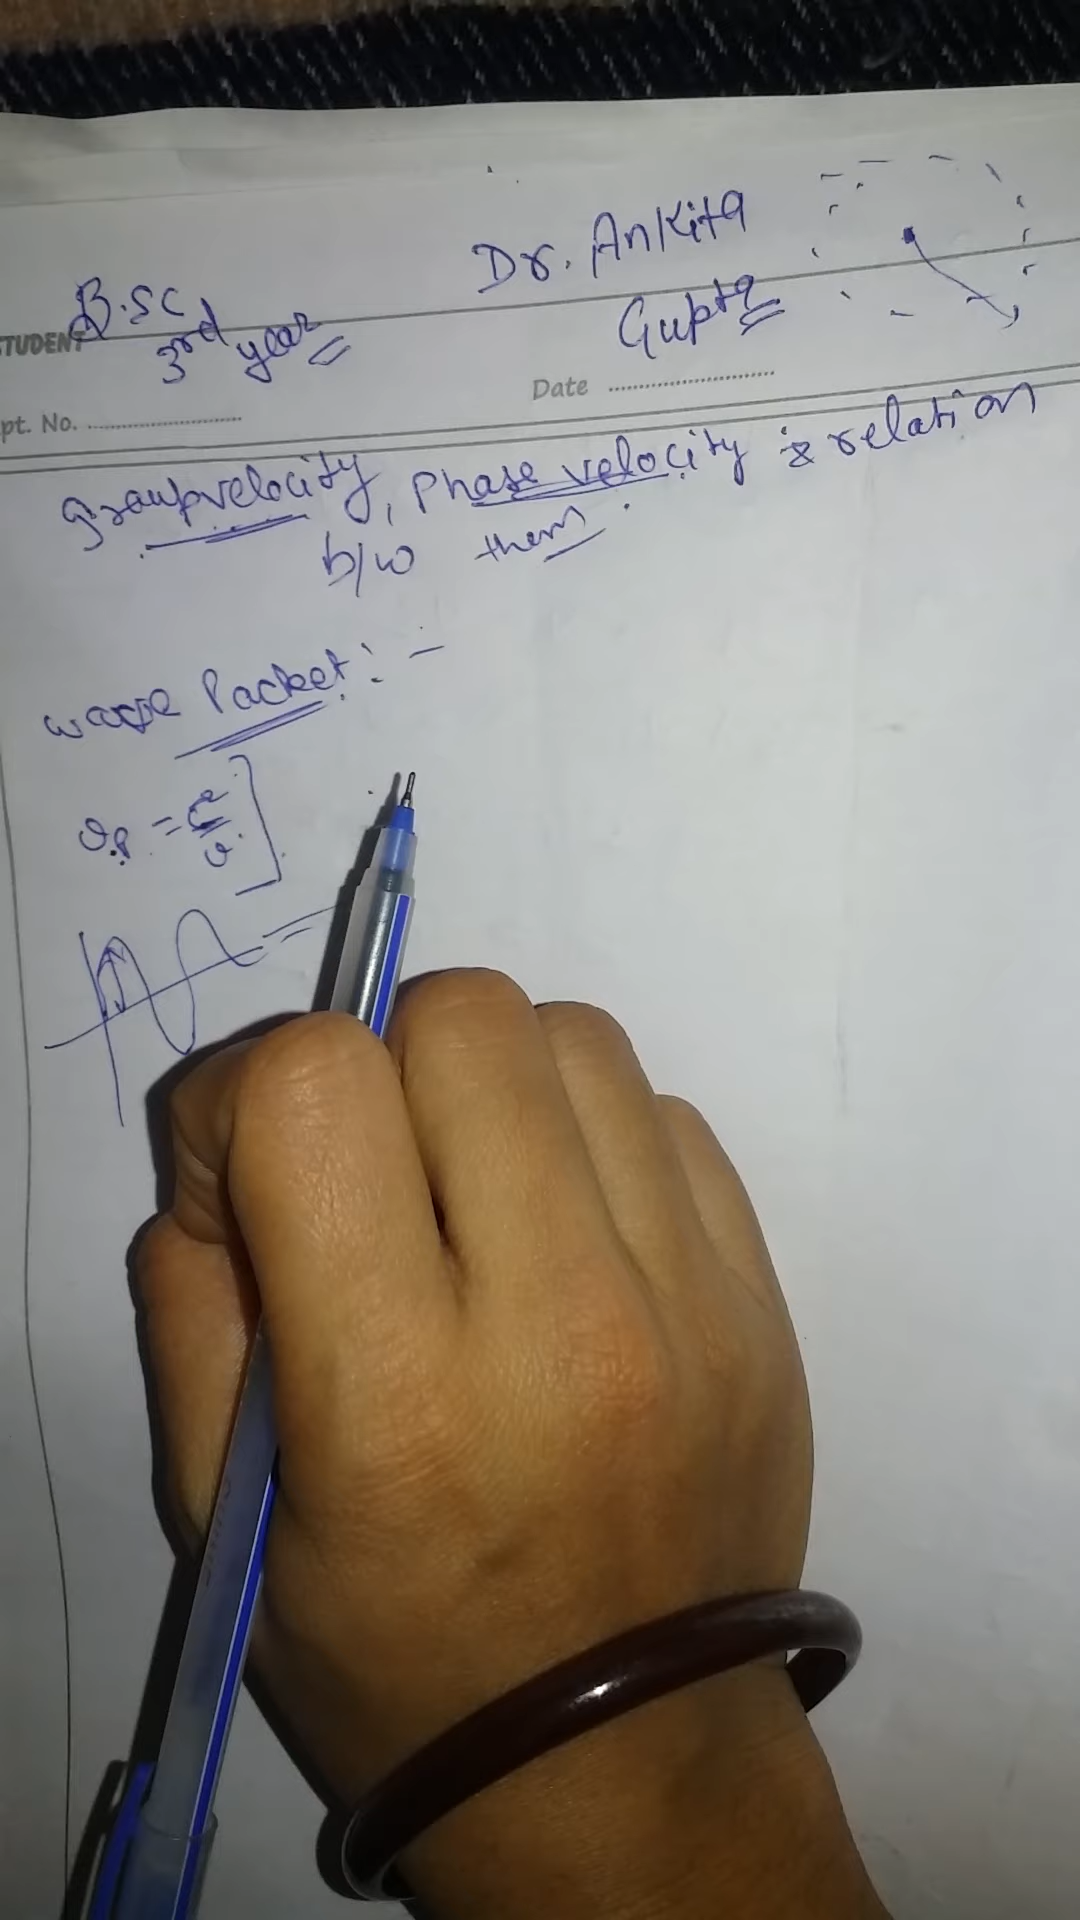 B.SC
3rd year
Dr. Ankita
Gupta
STUDENT
Date ..............................
pt. No. ..............................
group velocity, Phase velocity & relation
b/w them.
wave Packet :-